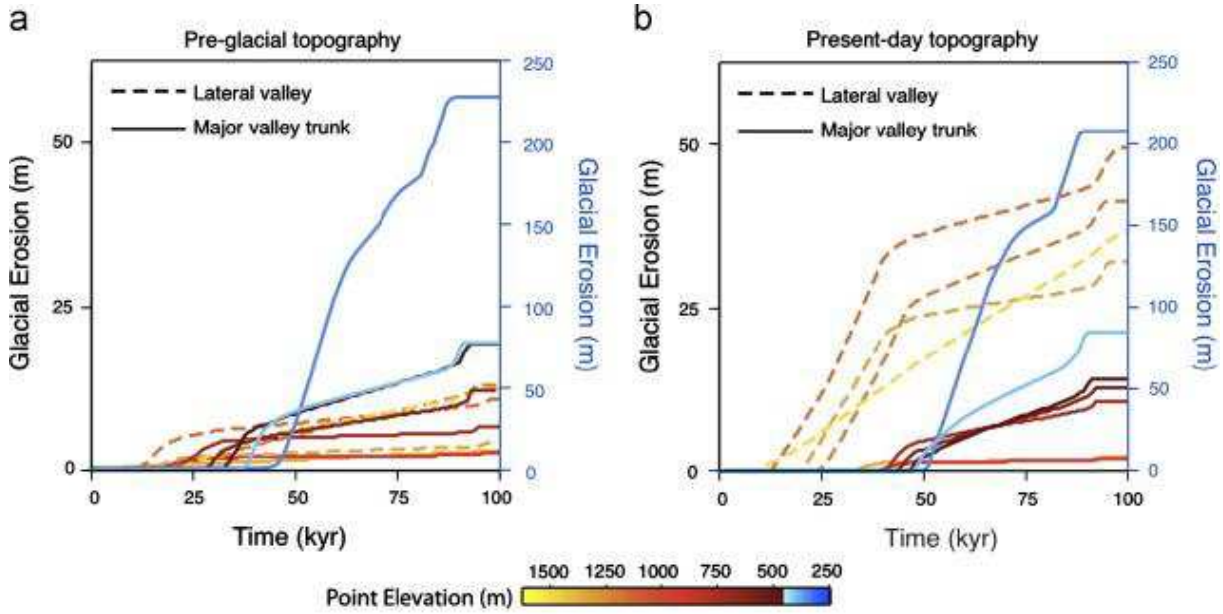 a
Pre-glacial topography
Lateral valley
Major valley trunk
Glacial Erosion (m)
50
25
0
250
200
150
100
50
0
Glacial Erosion (m)
0 25 50 75 100
Time (kyr)
b
Present-day topography
Lateral valley
Major valley trunk
Glacial Erosion (m)
50
25
0
250
200
150
100
50
0
Glacial Erosion (m)
0 25 50 75 100
Time (kyr)
Point Elevation (m)
1500 1250 1000 750 500 250